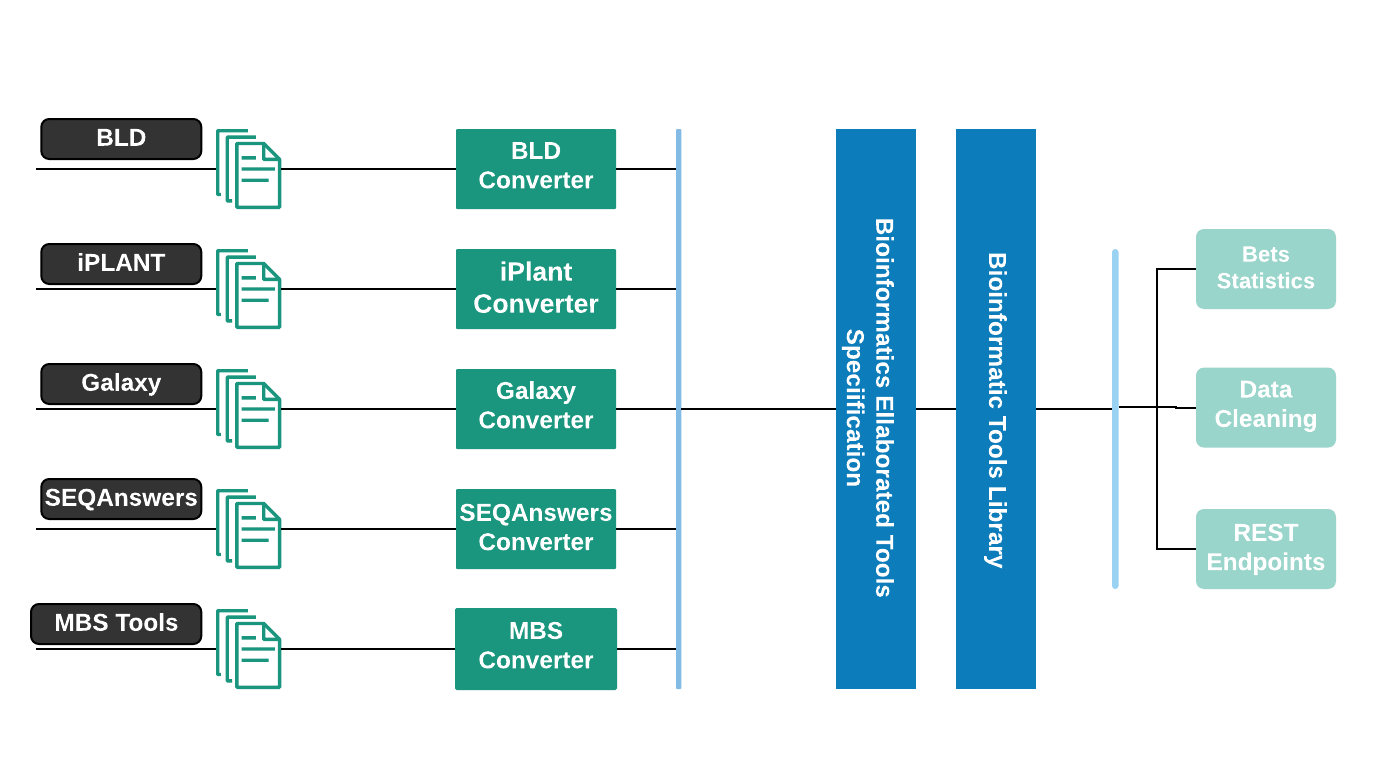 BLD
BLD
Converter
iPLANT
iPlant
Converter
Galaxy
Galaxy
Converter
SEQAnswers
SEQAnswers
Converter
MBS Tools
MBS
Converter
Bioinformatics Ellaborated Tools
Speciification
Bioinformatic Tools Library
Bets
Statistics
Data
Cleaning
REST
Endpoints